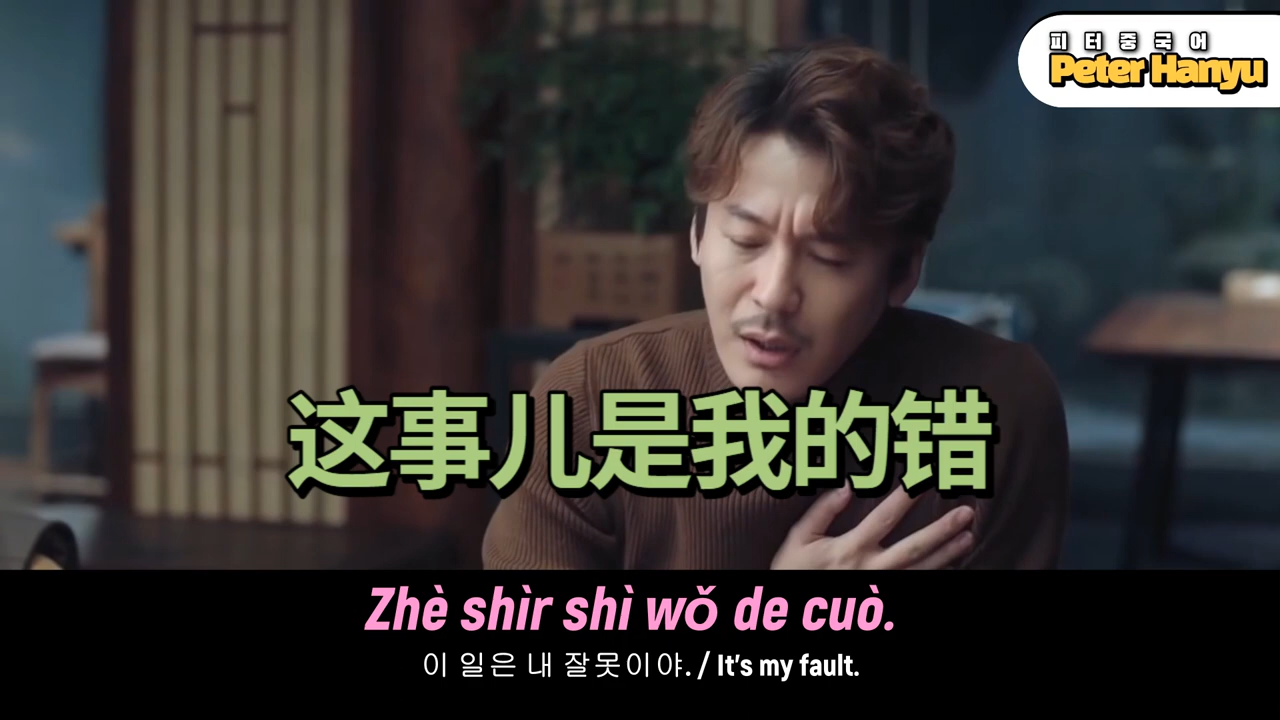 피터중국어
Peter Hanyu
这事儿是我的错
Zhè shìr shì wǒ de cuò.
이 일은 내 잘못이야. / It's my fault.